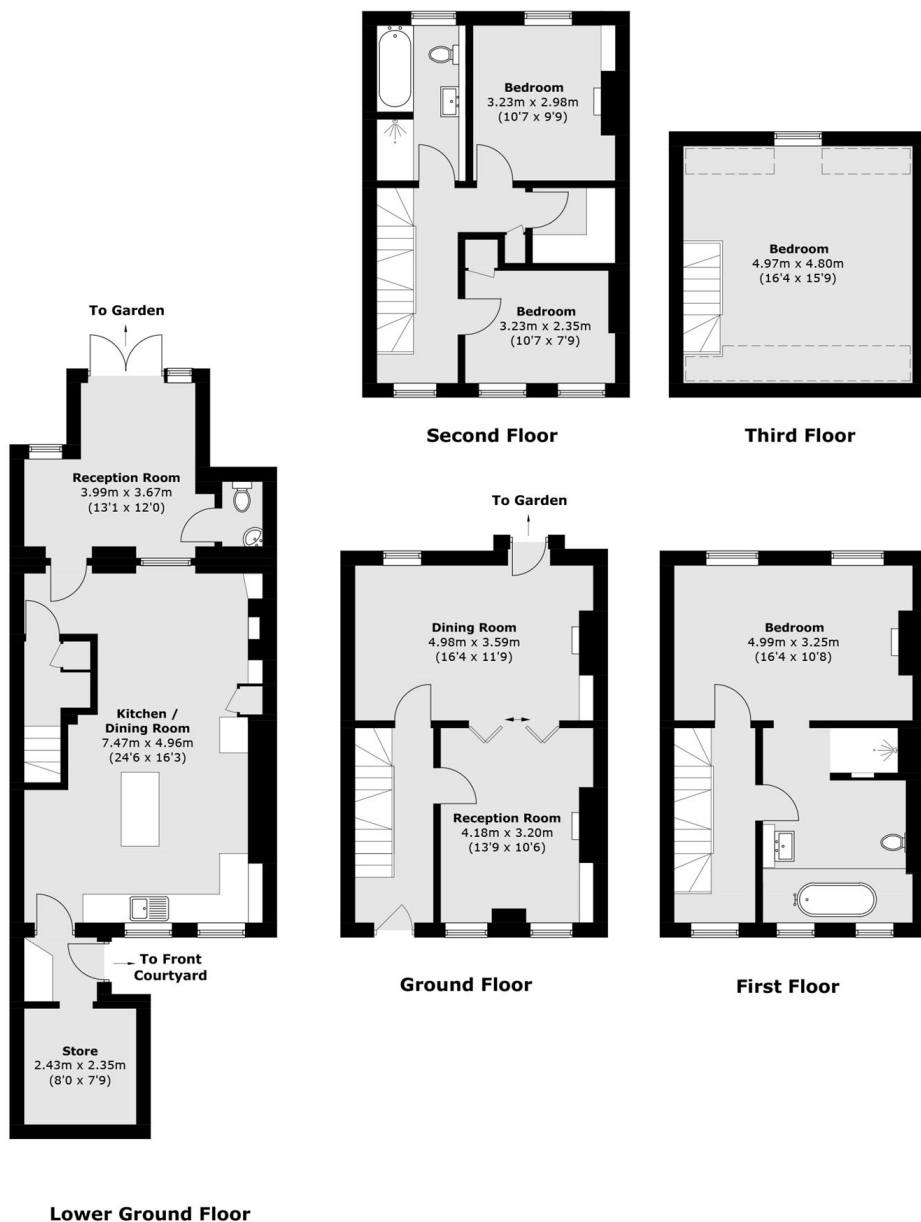 Bedroom
3.23m x 2.98m
(10'7 x 9'9)
Bedroom
3.23m x 2.35m
(10'7 x 7'9)
Second Floor
Bedroom
4.97m x 4.80m
(16'4 x 15'9)
Third Floor
To Garden
Reception Room
3.99m x 3.67m
(13'1 x 12'0)
Kitchen /
Dining Room
7.47m x 4.96m
(24'6 x 16'3)
To Front
Courtyard
Store
2.43m x 2.35m
(8'0 x 7'9)
Lower Ground Floor
To Garden
Dining Room
4.98m x 3.59m
(16'4 x 11'9)
Reception Room
4.18m x 3.20m
(13'9 x 10'6)
Ground Floor
Bedroom
4.99m x 3.25m
(16'4 x 10'8)
First Floor